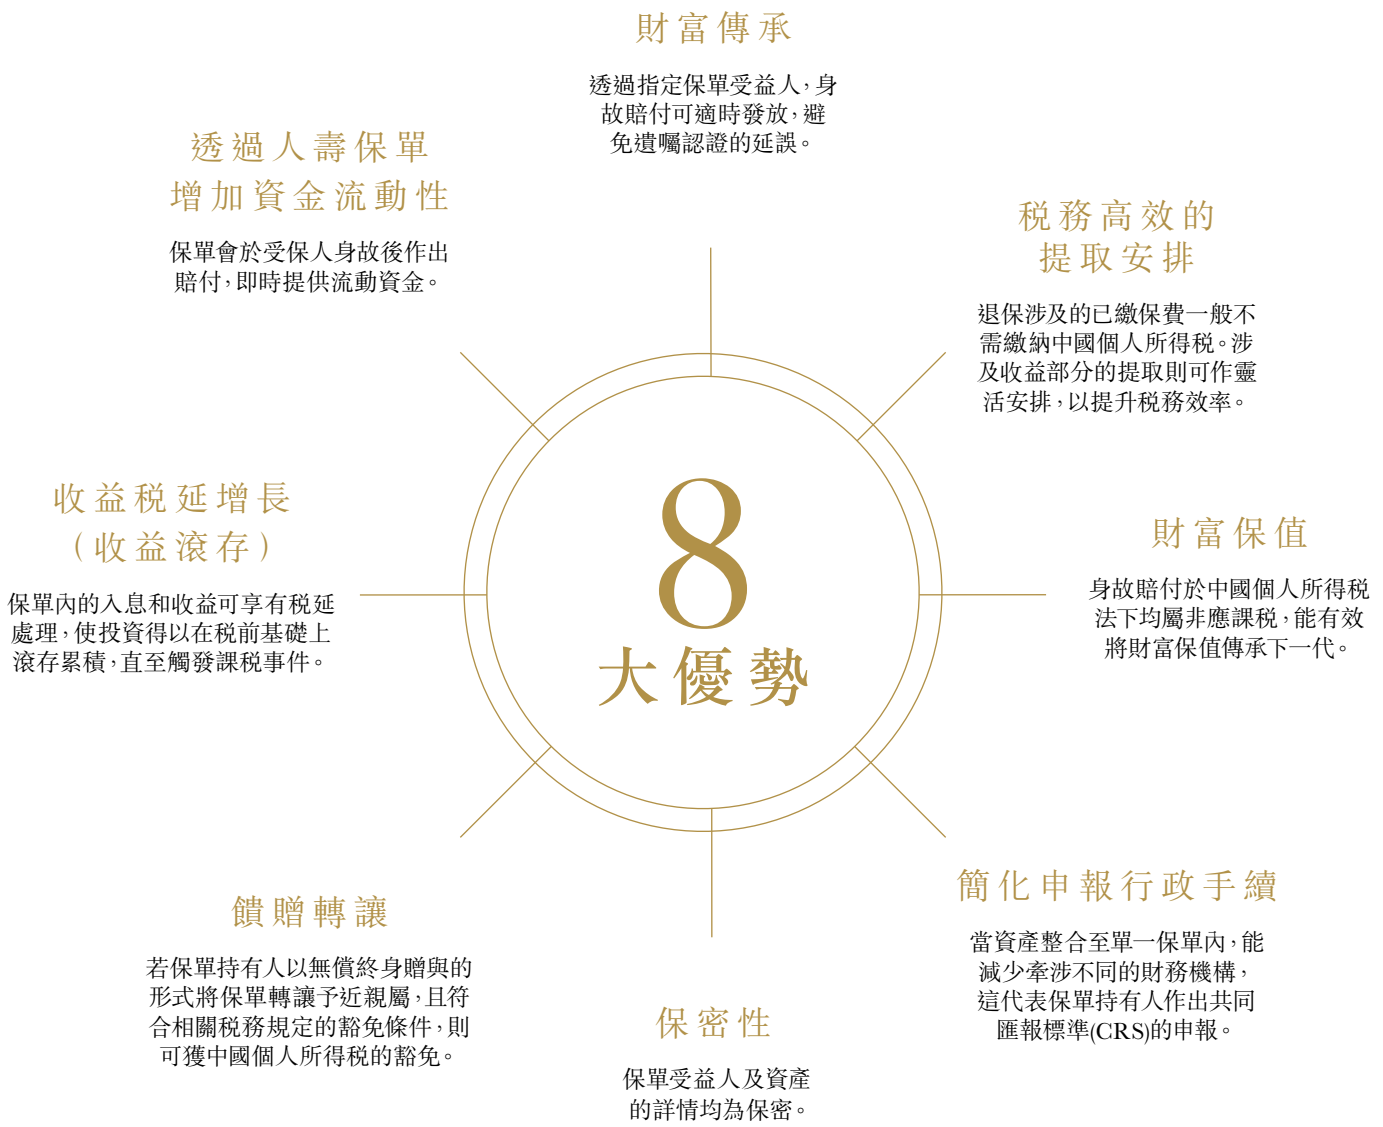 財富傳承
透過指定保單受益人，身
故賠付可適時發放，避
免遺囑認證的延誤。
稅務高效的
提取安排
退保涉及的已繳保費一般不
需繳納中國個人所得稅。涉
及收益部分的提取則可作靈
活安排，以提升稅務效率。
財富保值
身故賠付於中國個人所得稅
法下均屬非應課稅，能有效
將財富保值傳承下一代。
簡化申報行政手續
當資產整合至單一保單內，能
減少牽涉不同的財務機構，
這代表保單持有人作出共同
匯報標準(CRS)的申報。
保密性
保單受益人及資產
的詳情均為保密。
饋贈轉讓
若保單持有人以無償終身贈與的
形式將保單轉讓予近親屬，且符
合相關稅務規定的豁免條件，則
可獲中國個人所得稅的豁免。
收益稅延增長
（收益滾存）
保單內的入息和收益可享有稅延
處理，使投資得以在稅前基礎上
滾存累積，直至觸發課稅事件。
透過人壽保單
增加資金流動性
保單會於受保人身故後作出
賠付，即時提供流動資金。
8
大優勢